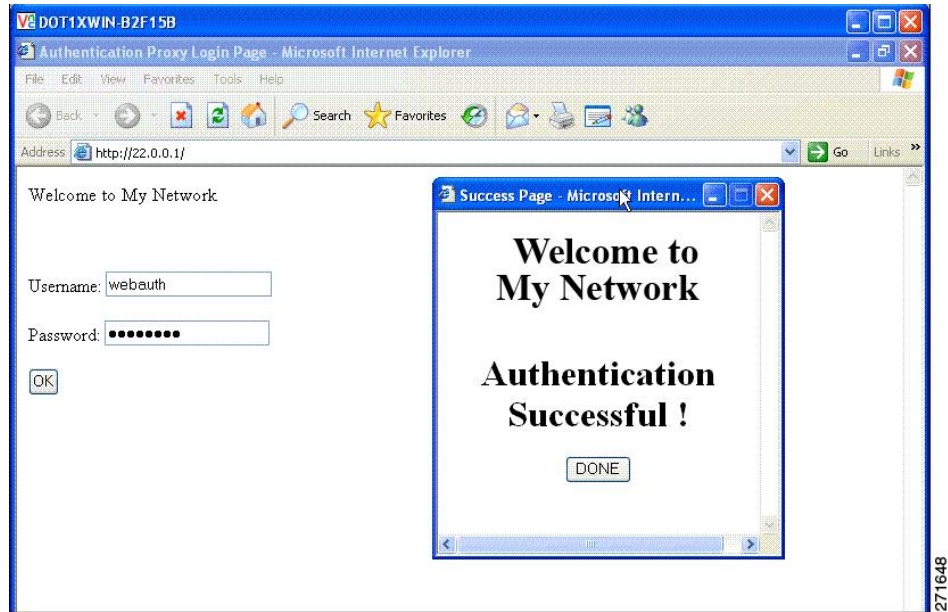 DOT1XWIN-B2F15B
Authentication Proxy Login Page - Microsoft Internet Explorer
File Edit View Favorites Tools Help
Back Search Favorites
Address http://22.0.0.1/ Go Links »
Welcome to My Network
Username: webauth
Password: ●●●●●●●●
OK
Success Page - Microsoft Intern...
Welcome to
My Network
Authentication
Successful !
DONE
271648